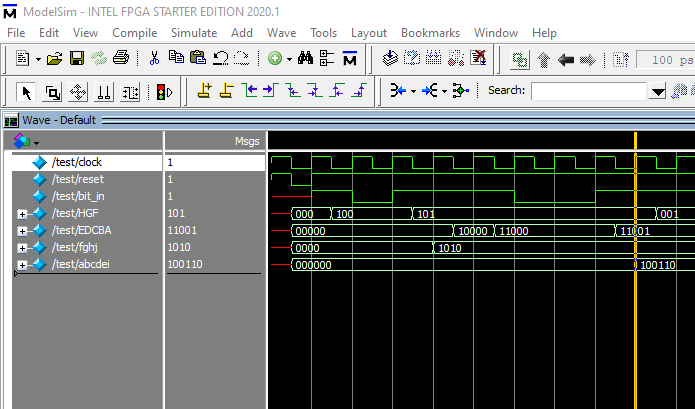 ModelSim - INTEL FPGA STARTER EDITION 2020.1
File Edit View Compile Simulate Add Wave Tools Layout Bookmarks Window Help
100 ps
Search:
Wave - Default
Msgs
/test/clock 1
/test/reset 1
/test/bit_in 1
/test/HGF 101 000 100 101 001
/test/EDCBA 11001 00000 10000 11000 11001
/test/fghj 1010 0000 1010
/test/abcdei 100110 000000 100110